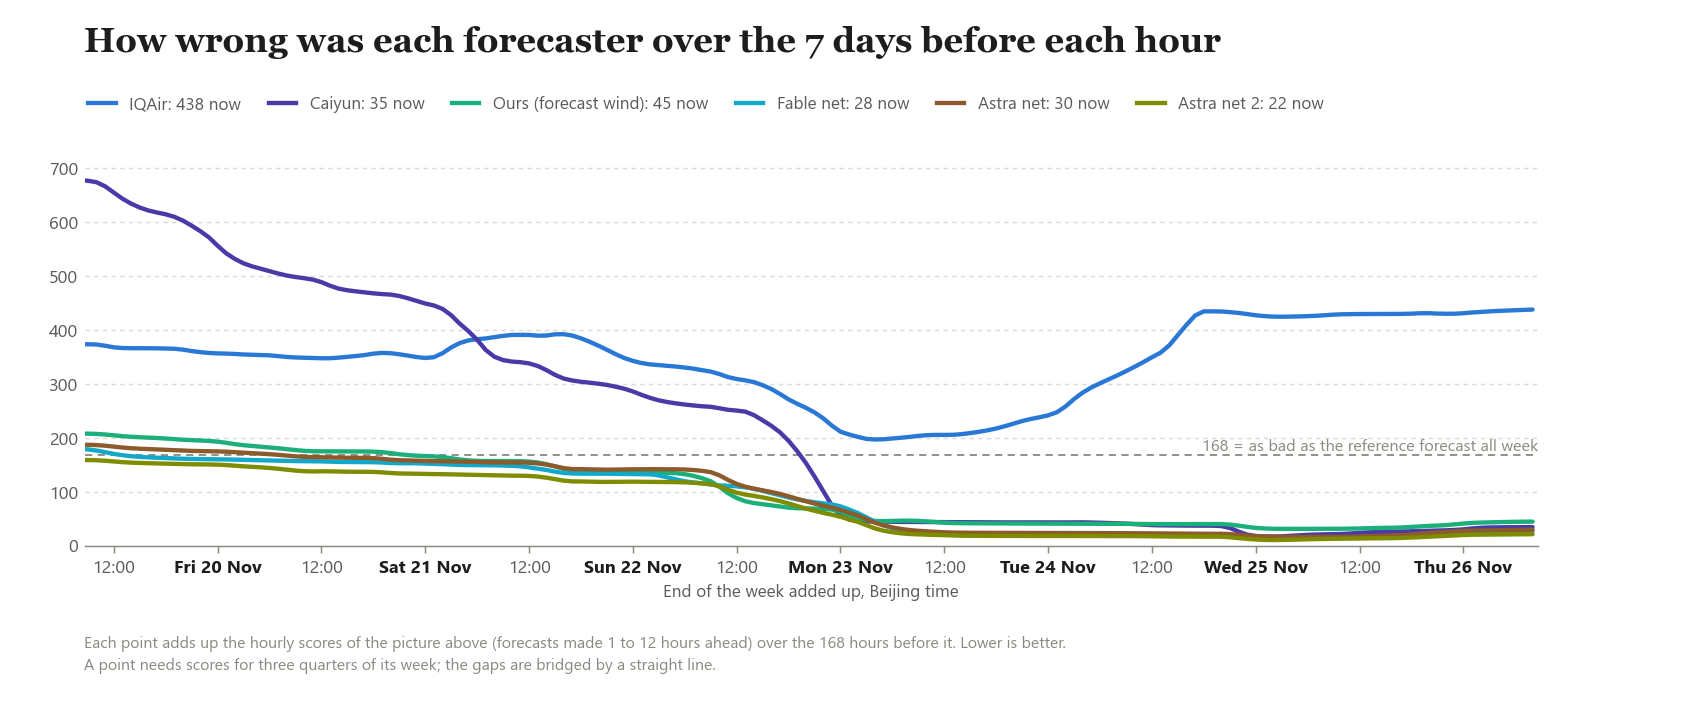 How wrong was each forecaster over the 7 days before each hour
IQAir: 438 now
Caiyun: 35 now
Ours (forecast wind): 45 now
Fable net: 28 now
Astra net: 30 now
Astra net 2: 22 now
700
600
500
400
300
200
168 = as bad as the reference forecast all week
100
0
12:00
Fri 20 Nov
12:00
Sat 21 Nov
12:00
Sun 22 Nov
12:00
Mon 23 Nov
12:00
Tue 24 Nov
12:00
Wed 25 Nov
12:00
Thu 26 Nov
End of the week added up, Beijing time
Each point adds up the hourly scores of the picture above (forecasts made 1 to 12 hours ahead) over the 168 hours before it. Lower is better.
A point needs scores for three quarters of its week; the gaps are bridged by a straight line.